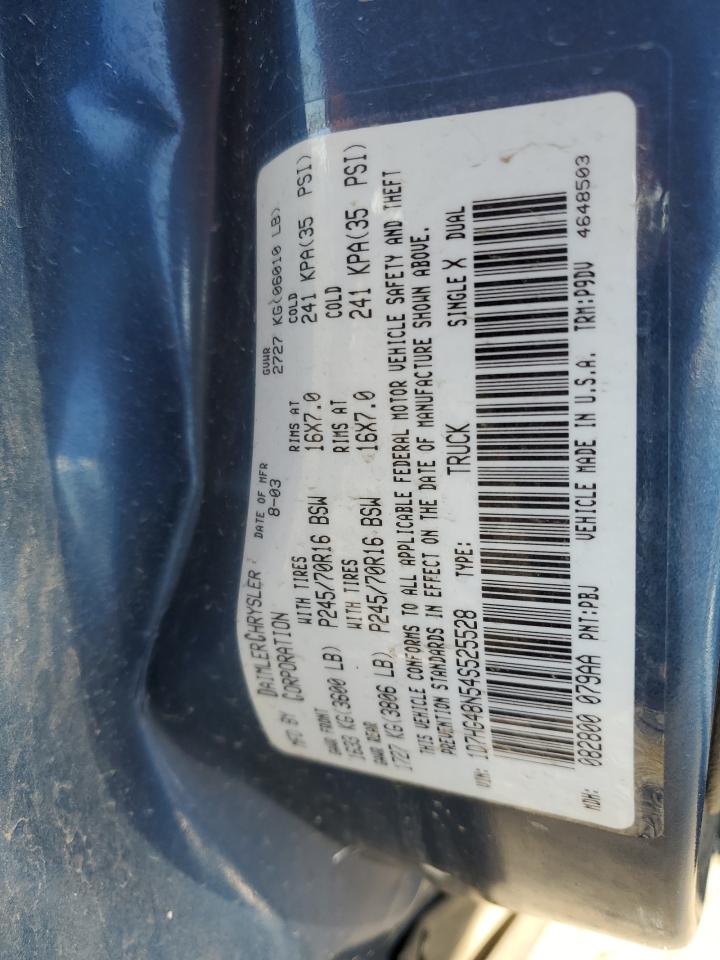 MFD BY DAIMLERCHRYSLER CORPORATION
DATE OF MFR 8-03
GVWR 2727 KG(06010 LB)
GAWR FRONT WITH TIRES RIMS AT COLD
1633 KG(3600 LB) P245/70R16 BSW 16X7.0 241 KPA(35 PSI)
GAWR REAR WITH TIRES RIMS AT COLD
1727 KG(3806 LB) P245/70R16 BSW 16X7.0 241 KPA(35 PSI)
THIS VEHICLE CONFORMS TO ALL APPLICABLE FEDERAL MOTOR VEHICLE SAFETY AND THEFT
PREVENTION STANDARDS IN EFFECT ON THE DATE OF MANUFACTURE SHOWN ABOVE.
VIN: 1D7HG48N54S525528 TYPE: TRUCK SINGLE X DUAL
MDH: 082800 079AA PNT:PBJ VEHICLE MADE IN U.S.A. TRM:P9DV 4648503